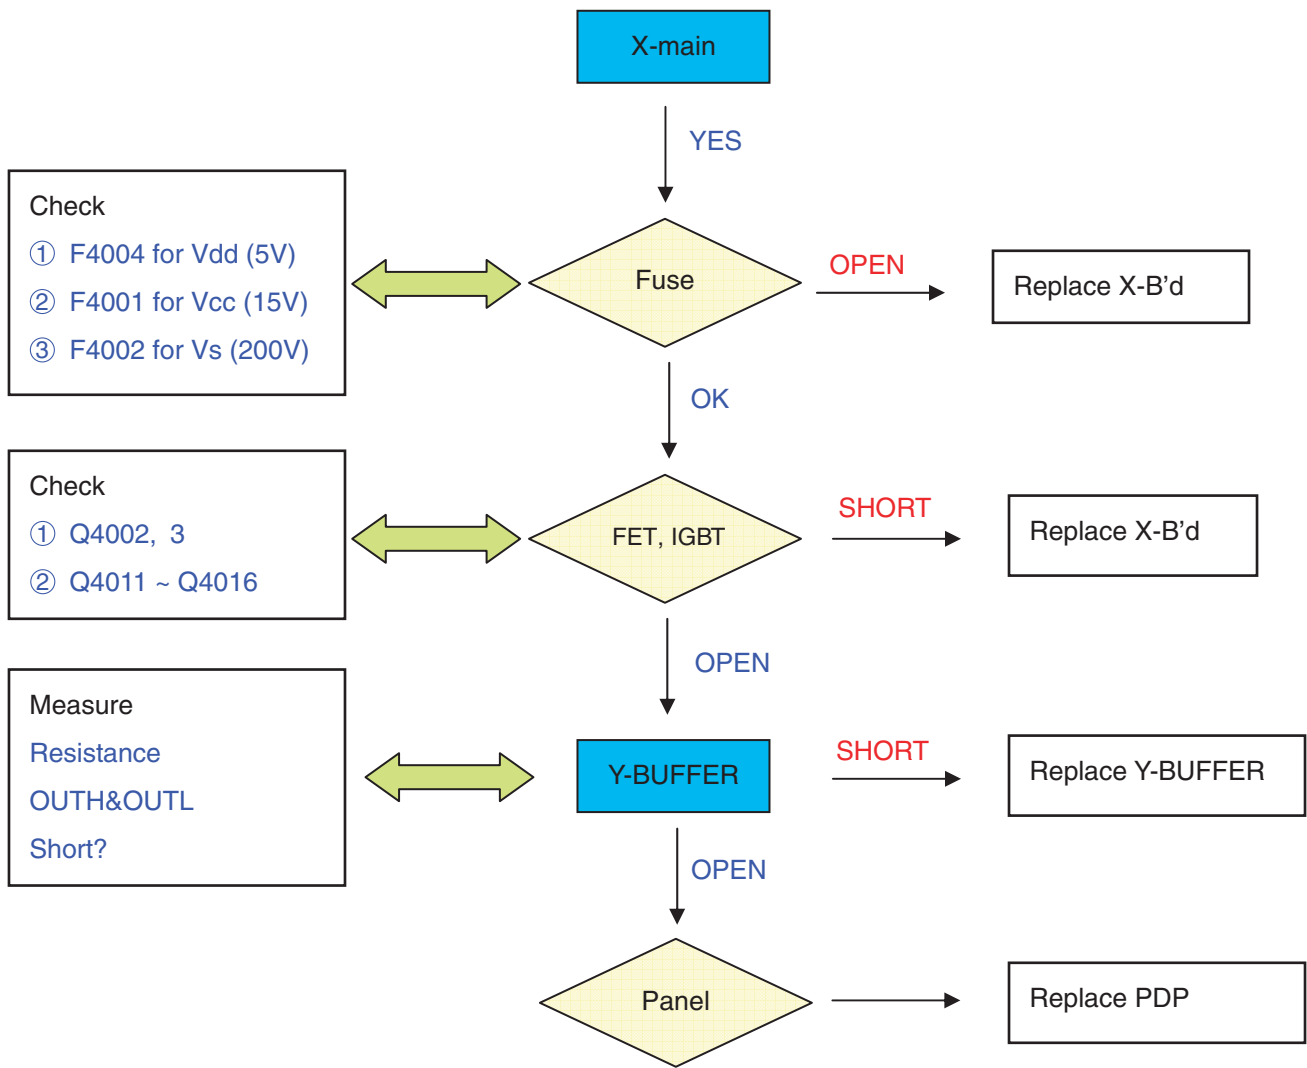 X-main
YES
Check
① F4004 for Vdd (5V)
② F4001 for Vcc (15V)
③ F4002 for Vs (200V)
Fuse
OPEN
Replace X-B’d
OK
Check
① Q4002, 3
② Q4011 ~ Q4016
FET, IGBT
SHORT
Replace X-B’d
OPEN
Measure
Resistance
OUTH&OUTL
Short?
Y-BUFFER
SHORT
Replace Y-BUFFER
OPEN
Panel
Replace PDP